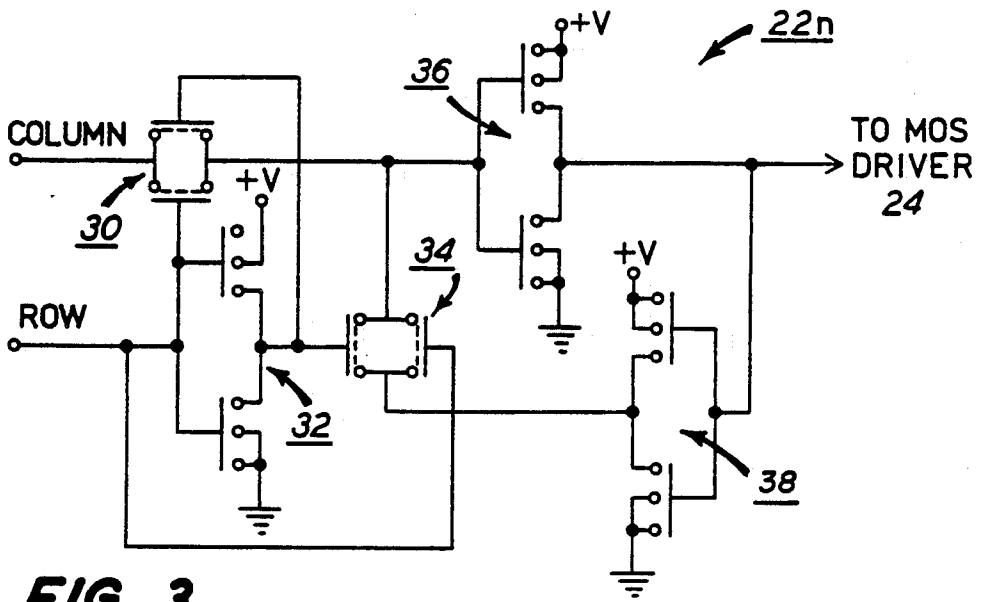 22n
+V
36
COLUMN
TO MOS
DRIVER
24
+V
30
34
+V
ROW
32
38
FIG. 3